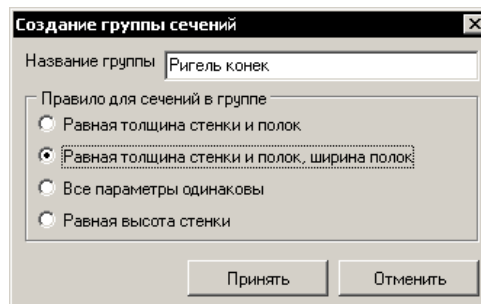 Создание группы сечений
Название группы Ригель конек
Правило для сечений в группе
Равная толщина стенки и полок
Равная толщина стенки и полок, ширина полок
Все параметры одинаковы
Равная высота стенки
Принять Отменить